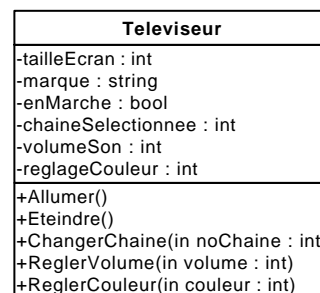 Televiseur
-tailleEcran : int
-marque : string
-enMarche : bool
-chaineSelectionnee : int
-volumeSon : int
-reglageCouleur : int
+Allumer()
+Eteindre()
+ChangerChaine(in noChaine : int
+ReglerVolume(in volume : int)
+ReglerCouleur(in couleur : int)